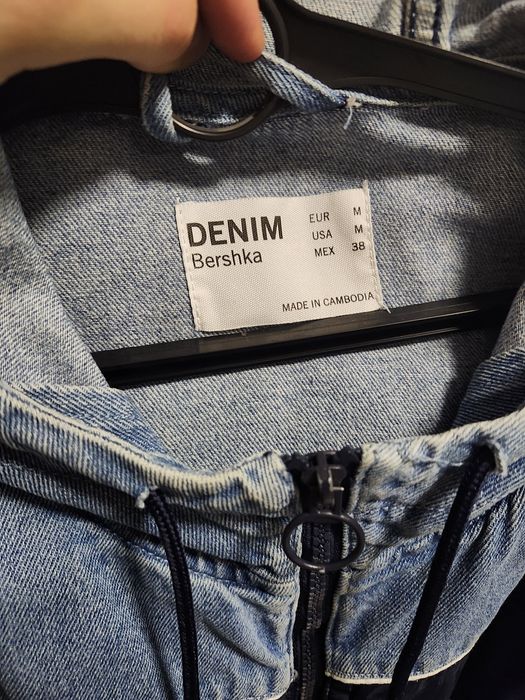 DENIM
Bershka
EUR M
USA M
MEX 38
MADE IN CAMBODIA